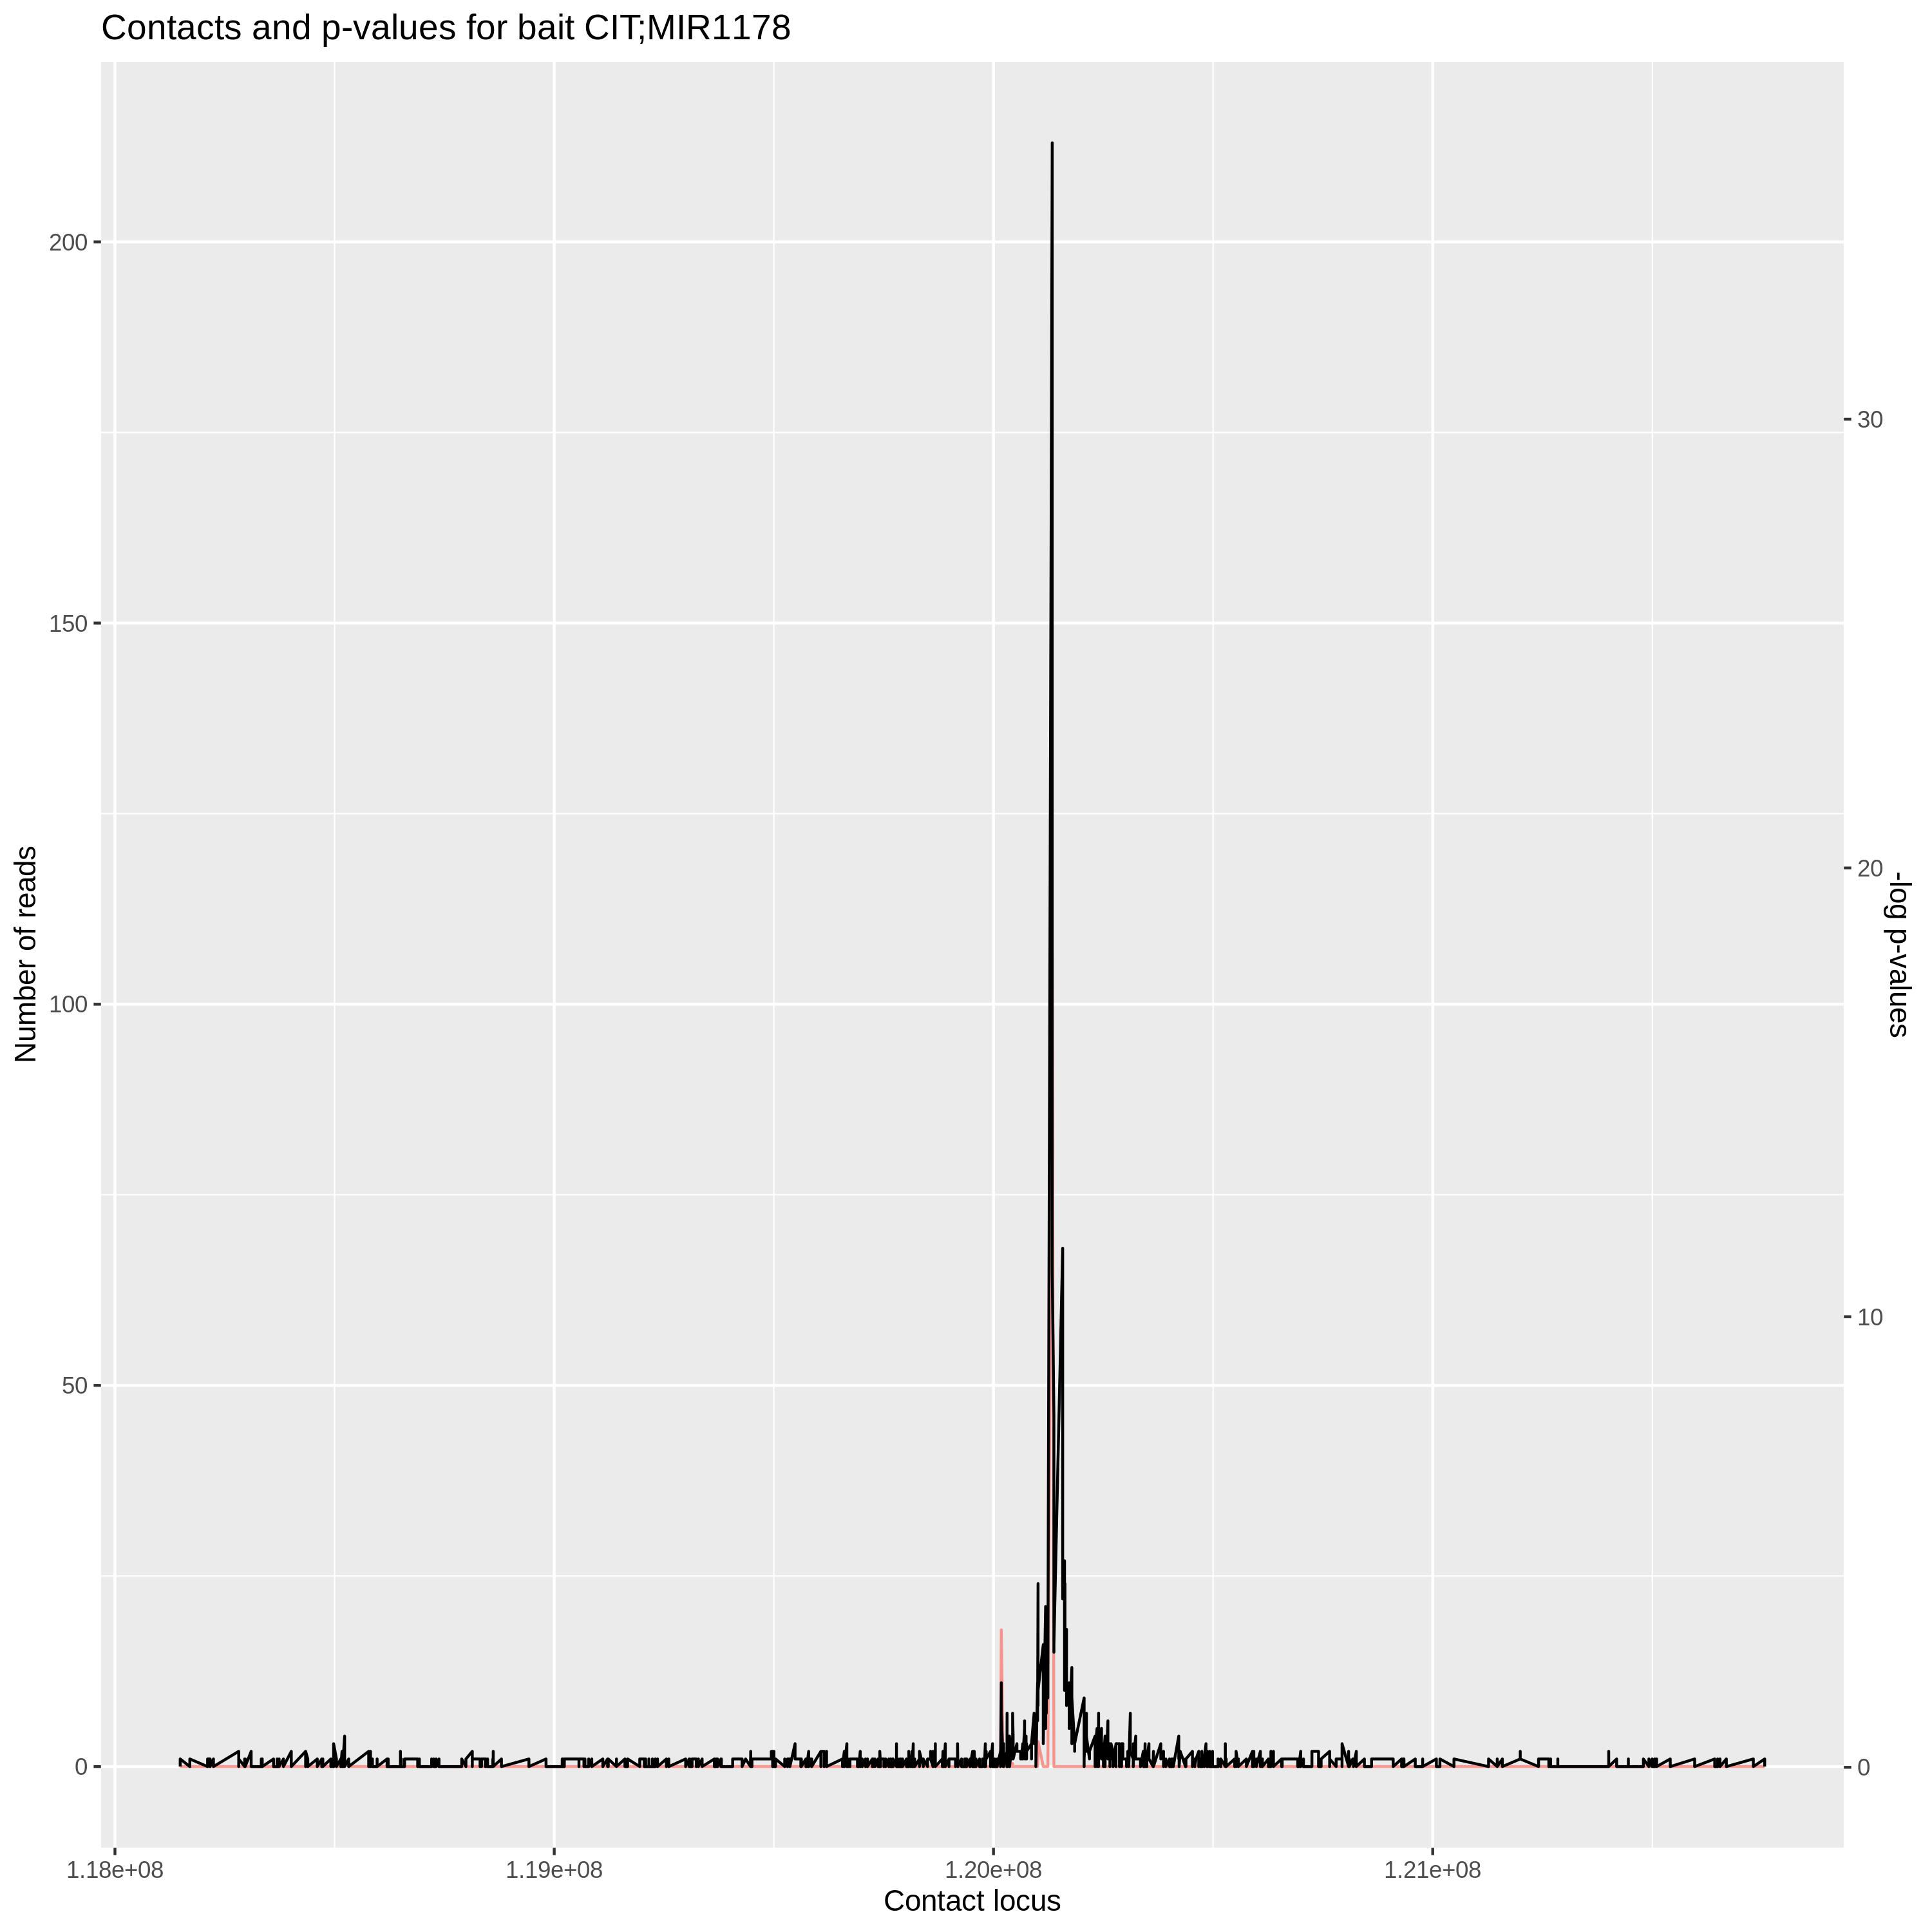 Contacts and p-values for bait CIT;MIR1178
200
150
100
50
0
30
20
10
0
Number of reads
-log p-values
1.18e+08
1.19e+08
1.20e+08
1.21e+08
Contact locus